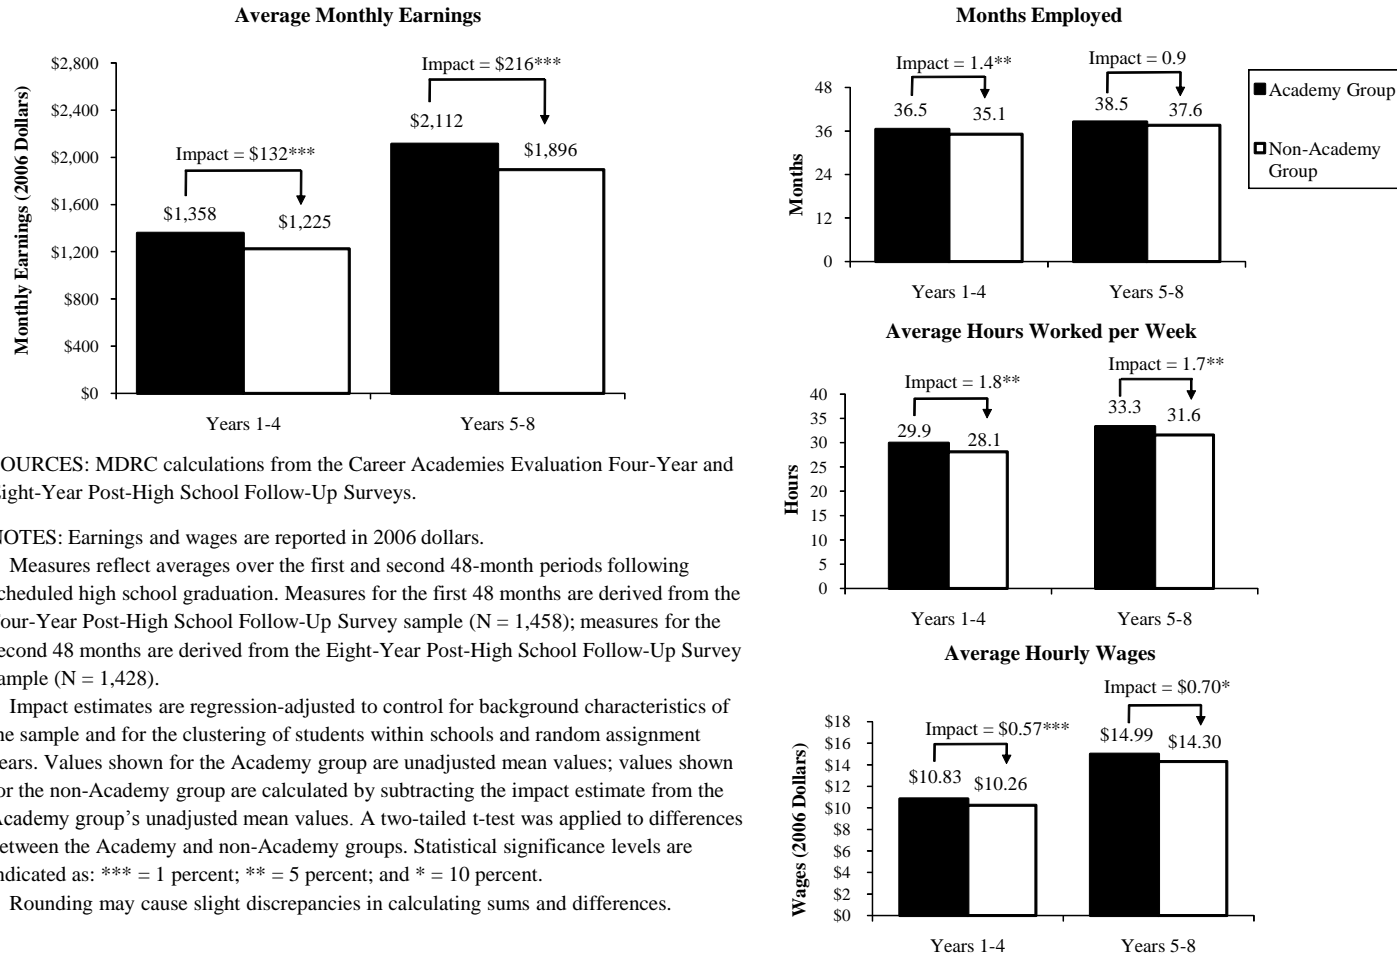 Average Monthly Earnings
Monthly Earnings (2006 Dollars)
$2,800
$2,400
$2,000
$1,600
$1,200
$800
$400
$0
Impact = $132***
$1,358
$1,225
Impact = $216***
$2,112
$1,896
Years 1-4
Years 5-8
OURCES: MDRC calculations from the Career Academies Evaluation Four-Year and
ight-Year Post-High School Follow-Up Surveys.
NOTES: Earnings and wages are reported in 2006 dollars.
Measures reflect averages over the first and second 48-month periods following
cheduled high school graduation. Measures for the first 48 months are derived from the
our-Year Post-High School Follow-Up Survey sample (N = 1,458); measures for the
econd 48 months are derived from the Eight-Year Post-High School Follow-Up Survey
ample (N = 1,428).
Impact estimates are regression-adjusted to control for background characteristics of
he sample and for the clustering of students within schools and random assignment
ears. Values shown for the Academy group are unadjusted mean values; values shown
or the non-Academy group are calculated by subtracting the impact estimate from the
Academy group's unadjusted mean values. A two-tailed t-test was applied to differences
etween the Academy and non-Academy groups. Statistical significance levels are
ndicated as: *** = 1 percent; ** = 5 percent; and * = 10 percent.
Rounding may cause slight discrepancies in calculating sums and differences.
Months Employed
Months
48
36
24
12
0
Impact = 1.4**
36.5
35.1
Impact = 0.9
38.5
37.6
Years 1-4
Years 5-8
Academy Group
Non-Academy
Group
Average Hours Worked per Week
Hours
40
35
30
25
20
15
10
5
0
Impact = 1.8**
29.9
28.1
Impact = 1.7**
33.3
31.6
Years 1-4
Years 5-8
Average Hourly Wages
Wages (2006 Dollars)
$18
$16
$14
$12
$10
$8
$6
$4
$2
$0
Impact = $0.57***
$10.83
$10.26
Impact = $0.70*
$14.99
$14.30
Years 1-4
Years 5-8